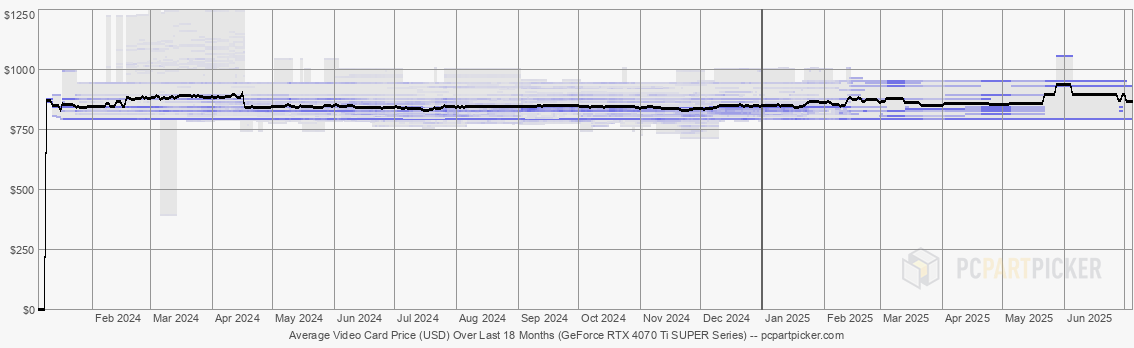 $1250
$1000
$750
$500
$250
$0
PCPARTPICKER
Feb 2024 Mar 2024 Apr 2024 May 2024 Jun 2024 Jul 2024 Aug 2024 Sep 2024 Oct 2024 Nov 2024 Dec 2024 Jan 2025 Feb 2025 Mar 2025 Apr 2025 May 2025 Jun 2025
Average Video Card Price (USD) Over Last 18 Months (GeForce RTX 4070 Ti SUPER Series) -- pcpartpicker.com